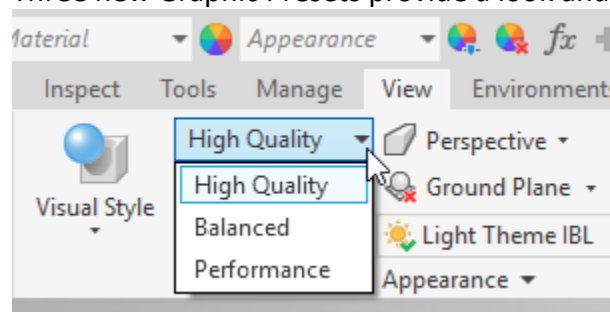 Material Appearance fx
Inspect Tools Manage View Environments
High Quality Perspective
High Quality Ground Plane
Visual Style
Balanced
Light Theme IBL
Performance
Appearance